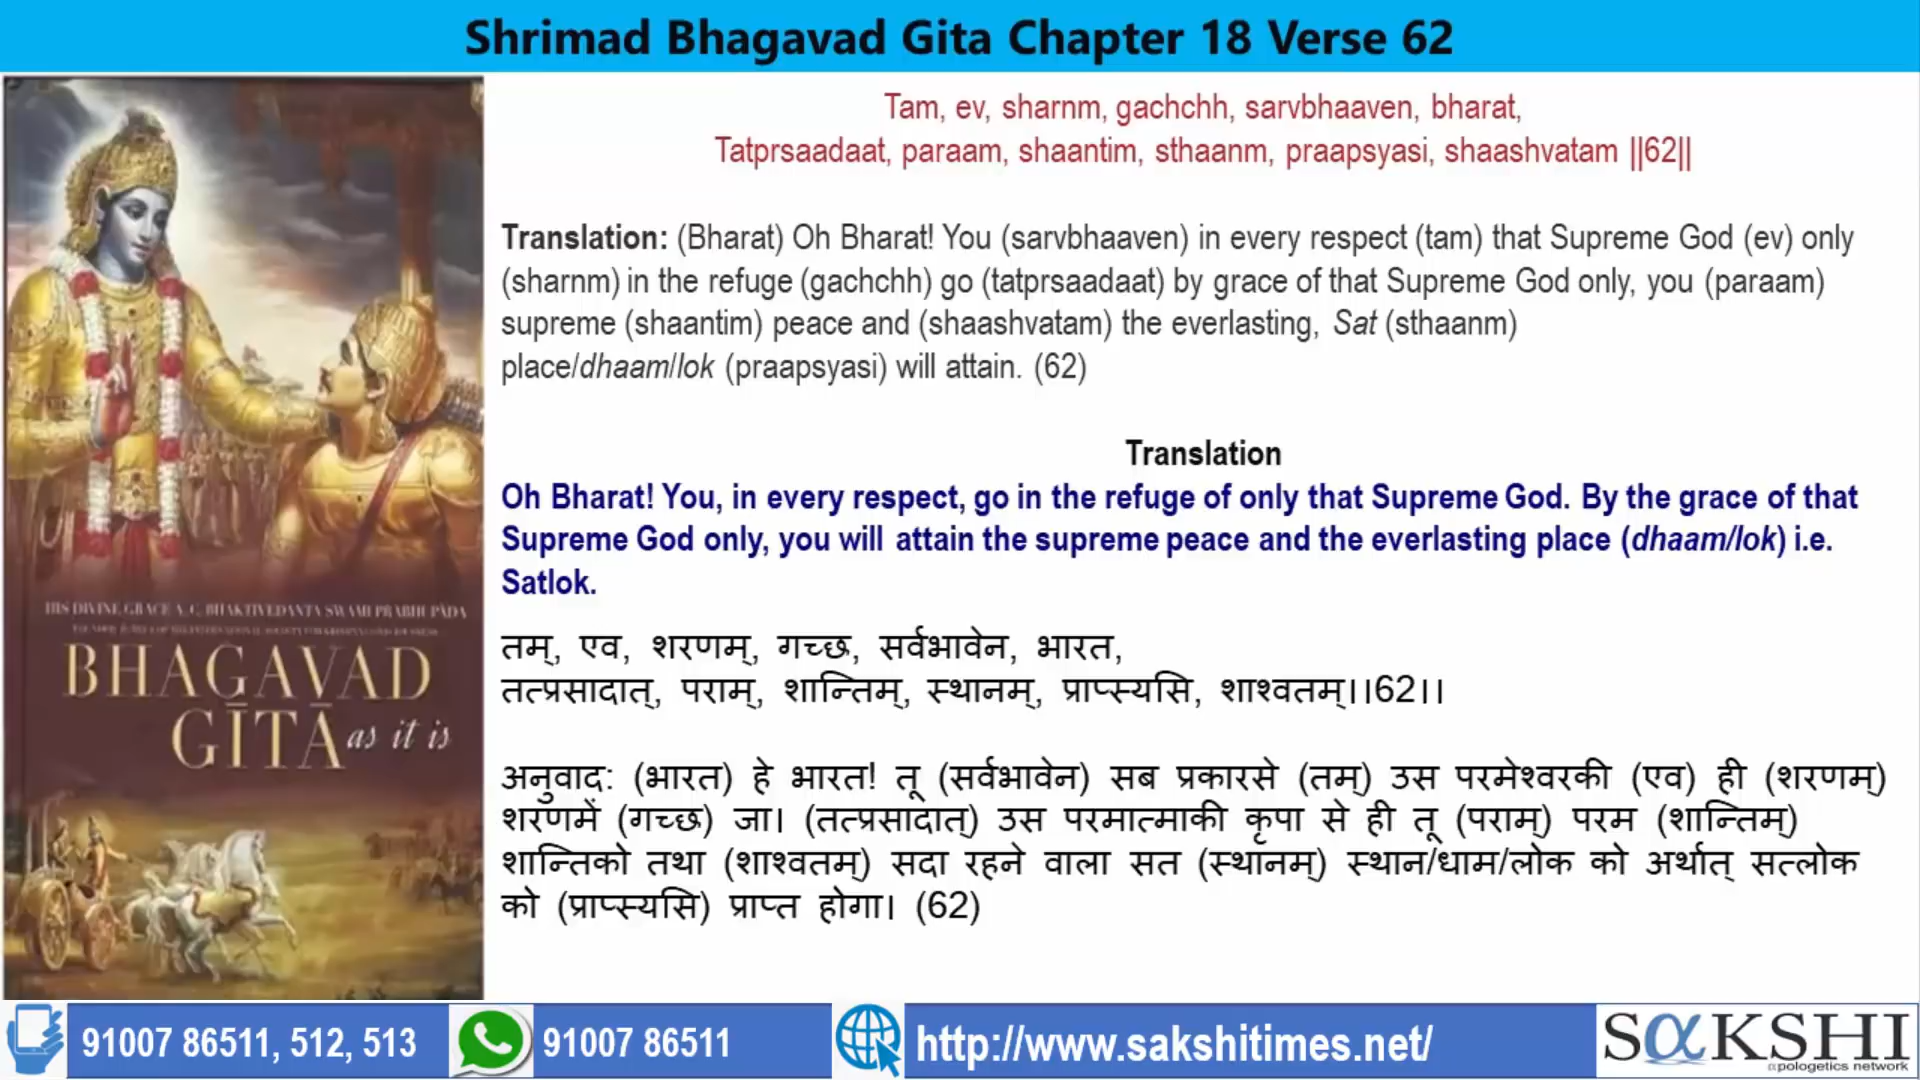 Shrimad Bhagavad Gita Chapter 18 Verse 62
Tam, ev, sharnm, gachchh, sarvbhaaven, bharat,
Tatprsaadaat, paraam, shaantim, sthaanm, praapsyasi, shaashvatam ||62||
Translation: (Bharat) Oh Bharat! You (sarvbhaaven) in every respect (tam) that Supreme God (ev) only
(sharnm) in the refuge (gachchh) go (tatprsaadaat) by grace of that Supreme God only, you (paraam)
supreme (shaantim) peace and (shaashvatam) the everlasting, Sat (sthaanm)
place/dhaam/lok (praapsyasi) will attain. (62)
Translation
Oh Bharat! You, in every respect, go in the refuge of only that Supreme God. By the grace of that
Supreme God only, you will attain the supreme peace and the everlasting place (dhaam/lok) i.e.
Satlok.
तम्, एव, शरणम्, गच्छ, सर्वभावेन, भारत,
तत्प्रसादात्, पराम्, शान्तिम्, स्थानम्, प्राप्स्यसि, शाश्वतम्।।62।।
अनुवाद: (भारत) हे भारत! तू (सर्वभावेन) सब प्रकारसे (तम्) उस परमेश्वरकी (एव) ही (शरणम्)
शरणमें (गच्छ) जा। (तत्प्रसादात्) उस परमात्माकी कृपा से ही तू (पराम्) परम (शान्तिम्)
शान्तिको तथा (शाश्वतम्) सदा रहने वाला सत (स्थानम्) स्थान/धाम/लोक को अर्थात् सत्लोक
को (प्राप्स्यसि) प्राप्त होगा। (62)
HIS DIVINE GRACE A. C. BHAKTIVEDANTA SWAMI PRABHUPĀDA
BHAGAVAD
GĪTĀ as it is
91007 86511, 512, 513
91007 86511
http://www.sakshitimes.net/
SαKSHI
αpologetics network